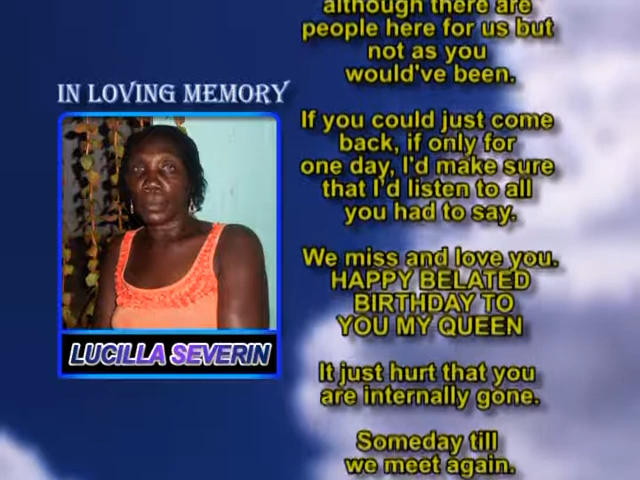 IN LOVING MEMORY
LUCILLA SEVERIN
although there are
people here for us but
not as you
would've been.
If you could just come
back, if only for
one day, I'd make sure
that I'd listen to all
you had to say.
We miss and love you.
HAPPY BELATED
BIRTHDAY TO
YOU MY QUEEN
It just hurt that you
are internally gone.
Someday till
we meet again.